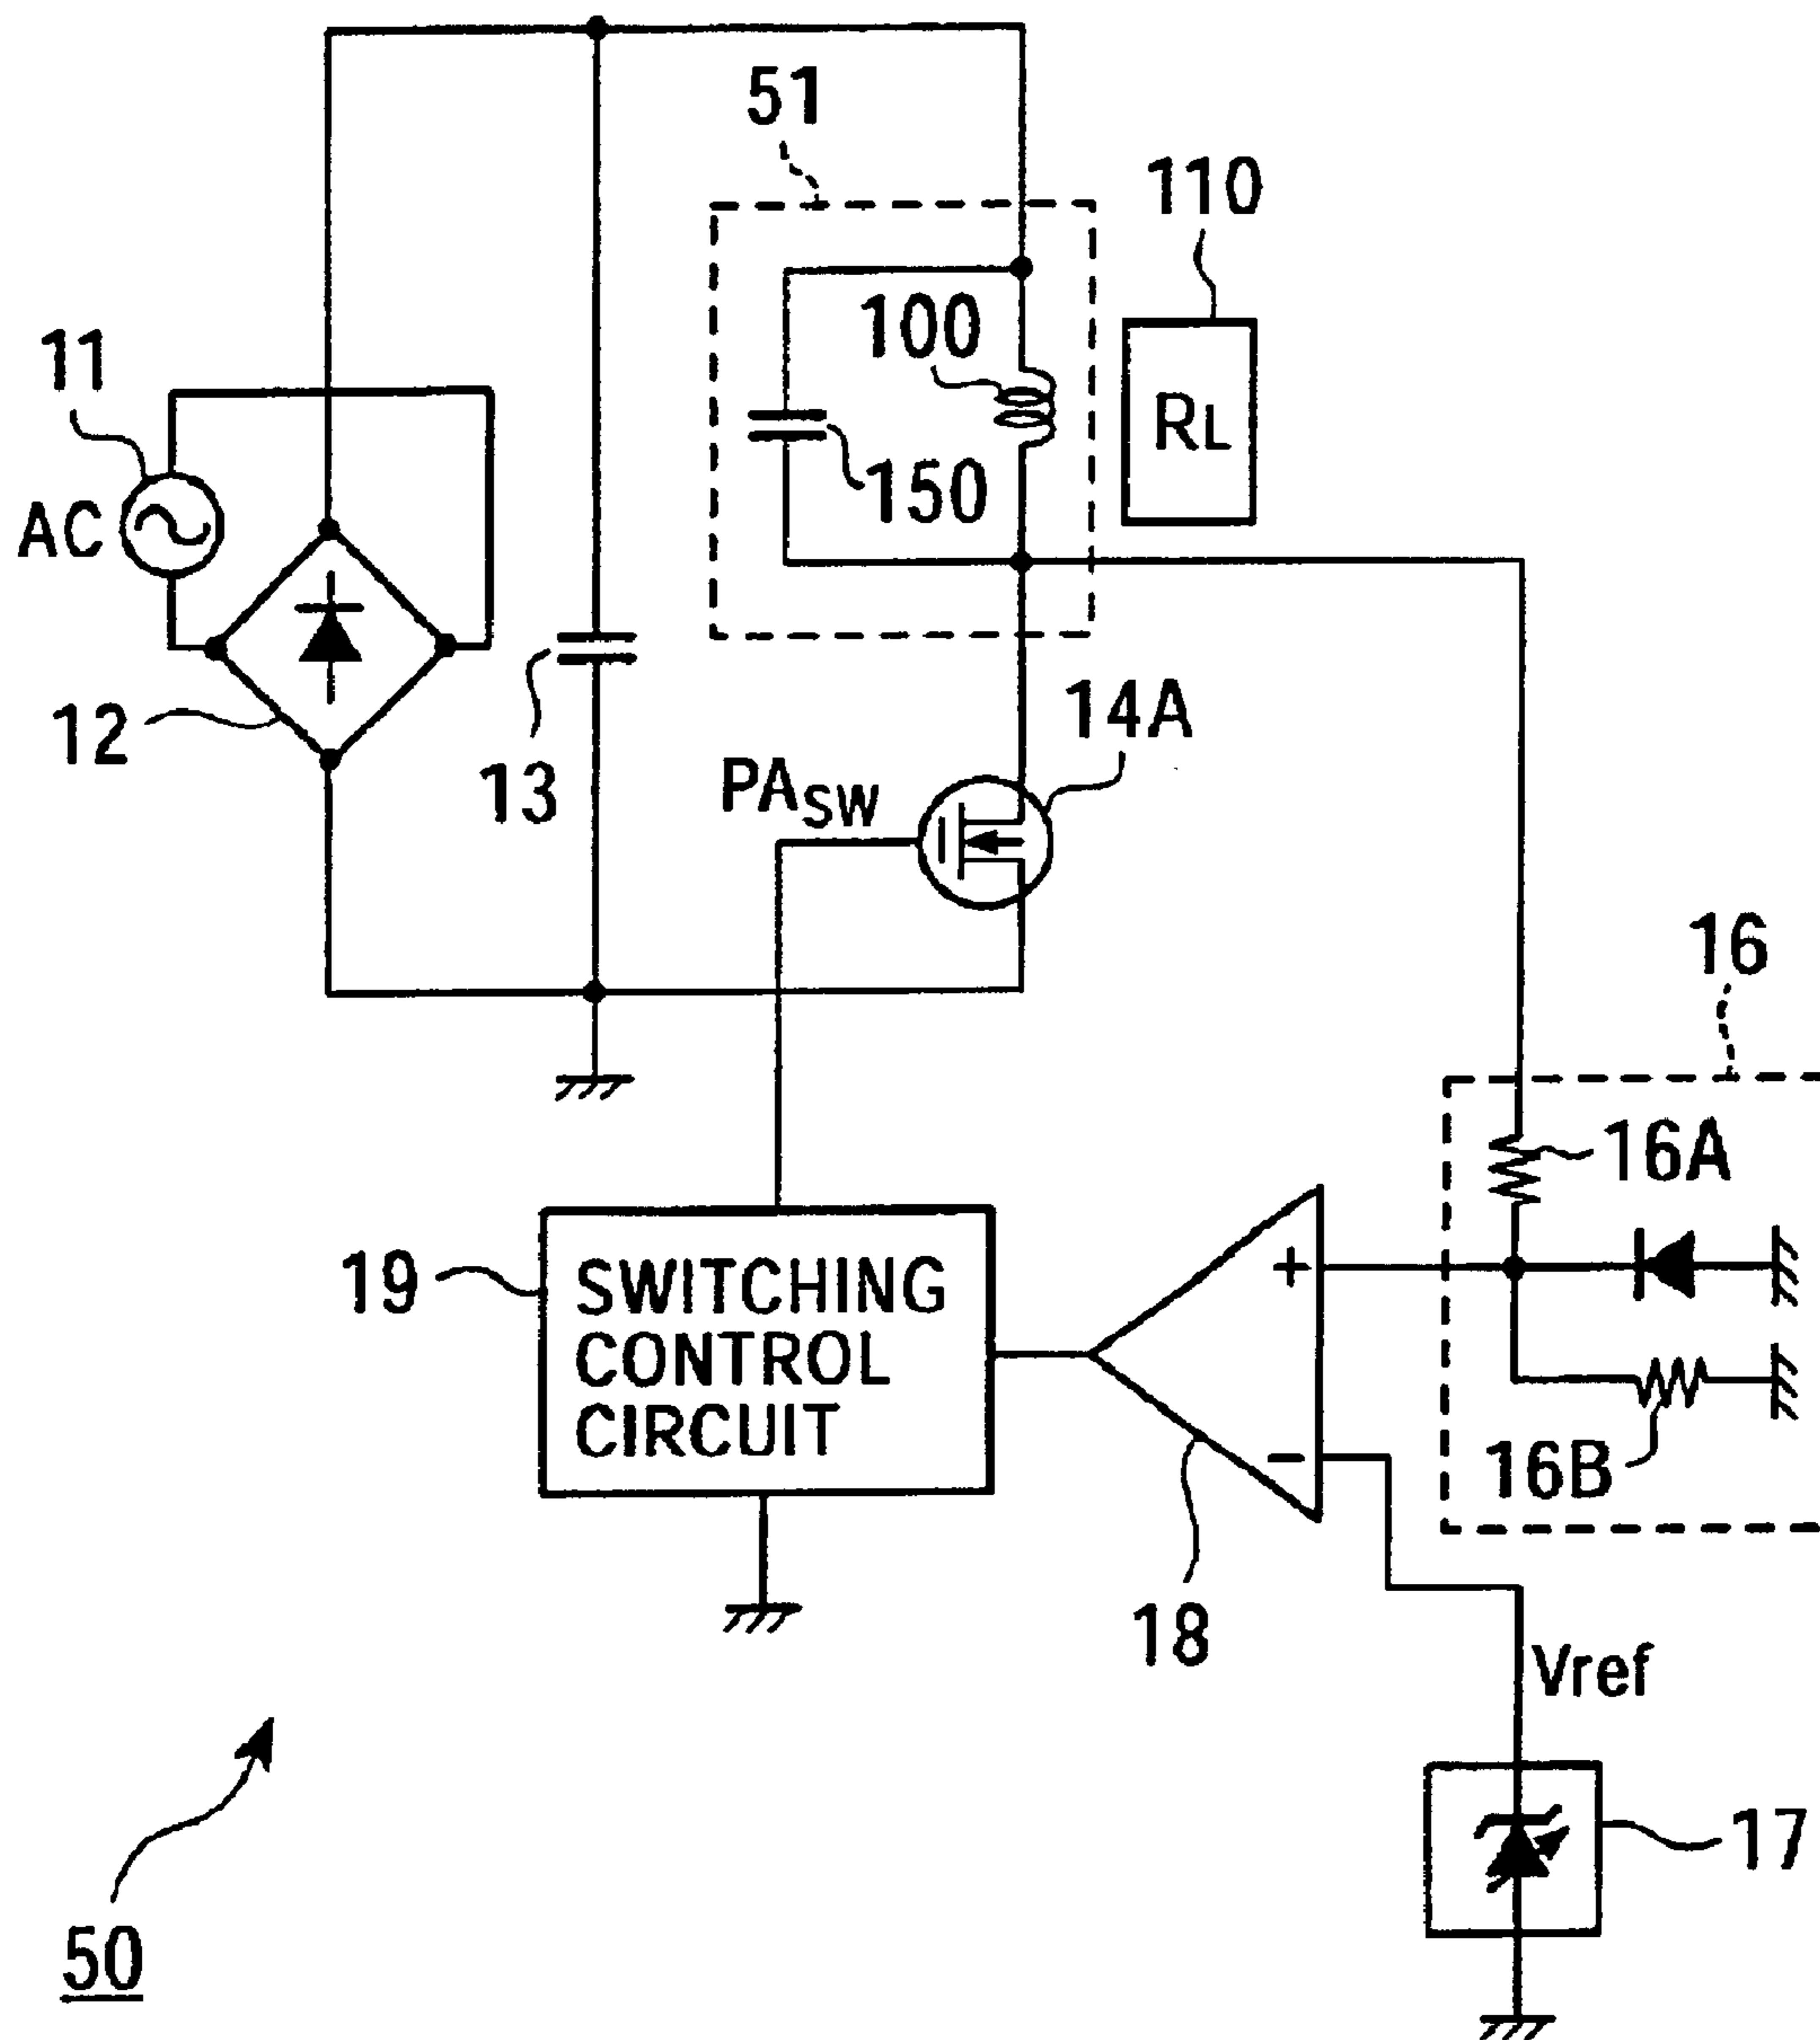 51
110
100
11
RL
150
AC
14A
12
PASW
13
16
16A
19
SWITCHING
CONTROL
CIRCUIT
+
−
16B
18
Vref
17
50